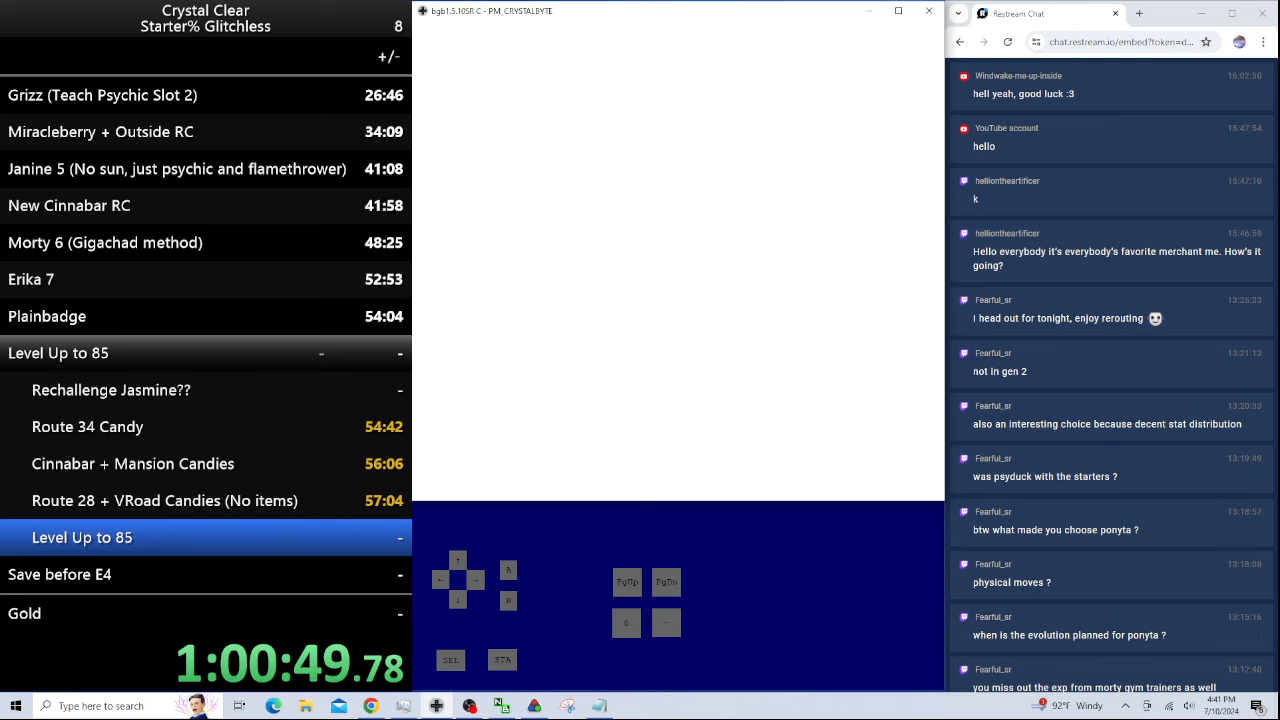 Crystal Clear
Starter% Glitchless 8
+/-
Grizz (Teach Psychic Slot 2) 26:46
Miracleberry + Outside RC 34:09
Janine 5 (No sun, just psychic and flamethrower) 41:08
New Cinnabar RC 41:58
Morty 6 (Gigachad method) 48:25
Erika 7 52:53
Plainbadge 54:04
Level Up to 85 - -
Rechallenge Jasmine?? -
Route 34 Candy 54:42
Cinnabar + Mansion Candies 56:06
Route 28 + VRoad Candies (No items) 57:04
Level Up to 85 -
Save before E4 -
Gold -
1:00:49.78
bgb1.5.10SR C - PM_CRYSTALBYTE
↑
← →
↓
A
B
SEL STA
PgUp PgDn
0 -
Restream Chat
chat.restream.io/embed?token=d...
Windwake-me-up-inside 16:02:30
hell yeah, good luck :3
YouTube account 15:47:54
hello
helliontheartificer 15:47:10
k
helliontheartificer 15:46:59
Hello everybody it's everybody's favorite merchant me. How's it
going?
Fearful_sr 13:25:33
I head out for tonight, enjoy rerouting
Fearful_sr 13:21:13
not in gen 2
Fearful_sr 13:20:33
also an interesting choice because decent stat distribution
Fearful_sr 13:19:49
was psyduck with the starters ?
Fearful_sr 13:18:57
btw what made you choose ponyta ?
Fearful_sr 13:18:08
physical moves ?
Fearful_sr 13:15:16
when is the evolution planned for ponyta ?
Fearful_sr 13:12:40
you miss out the exp from morty gym trainers as well
Type here to search
92°F Windy
4:41 PM
7/10/2024